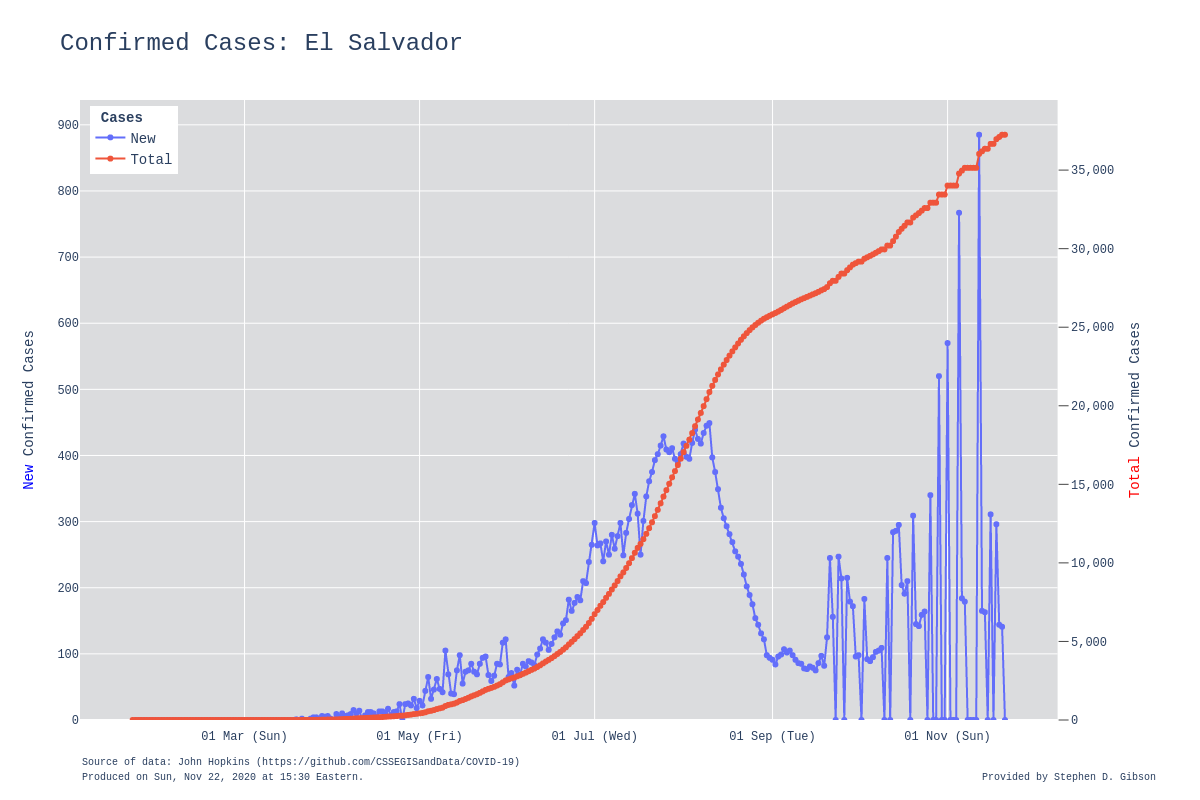 Confirmed Cases: El Salvador
Cases
New
Total
900
800
700
600
500
400
300
200
100
0
35,000
30,000
25,000
20,000
15,000
10,000
5,000
0
New Confirmed Cases
Total Confirmed Cases
01 Mar (Sun)
01 May (Fri)
01 Jul (Wed)
01 Sep (Tue)
01 Nov (Sun)
Source of data: John Hopkins (https://github.com/CSSEGISandData/COVID-19)
Produced on Sun, Nov 22, 2020 at 15:30 Eastern.
Provided by Stephen D. Gibson